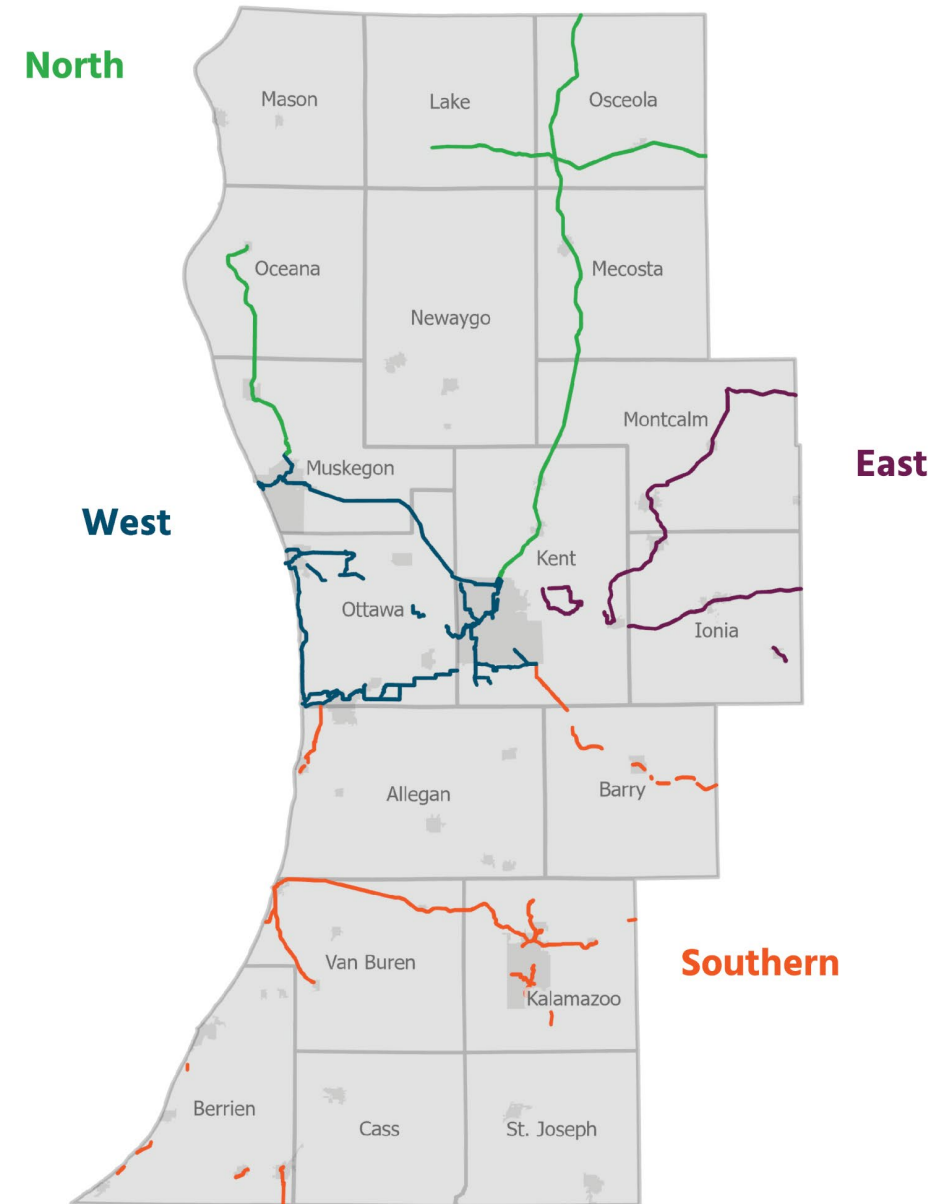 North
Mason
Lake
Osceola
Oceana
Mecosta
Newaygo
Montcalm
East
Muskegon
West
Kent
Ottawa
Ionia
Allegan
Barry
Southern
Van Buren
Kalamazoo
Berrien
Cass
St. Joseph